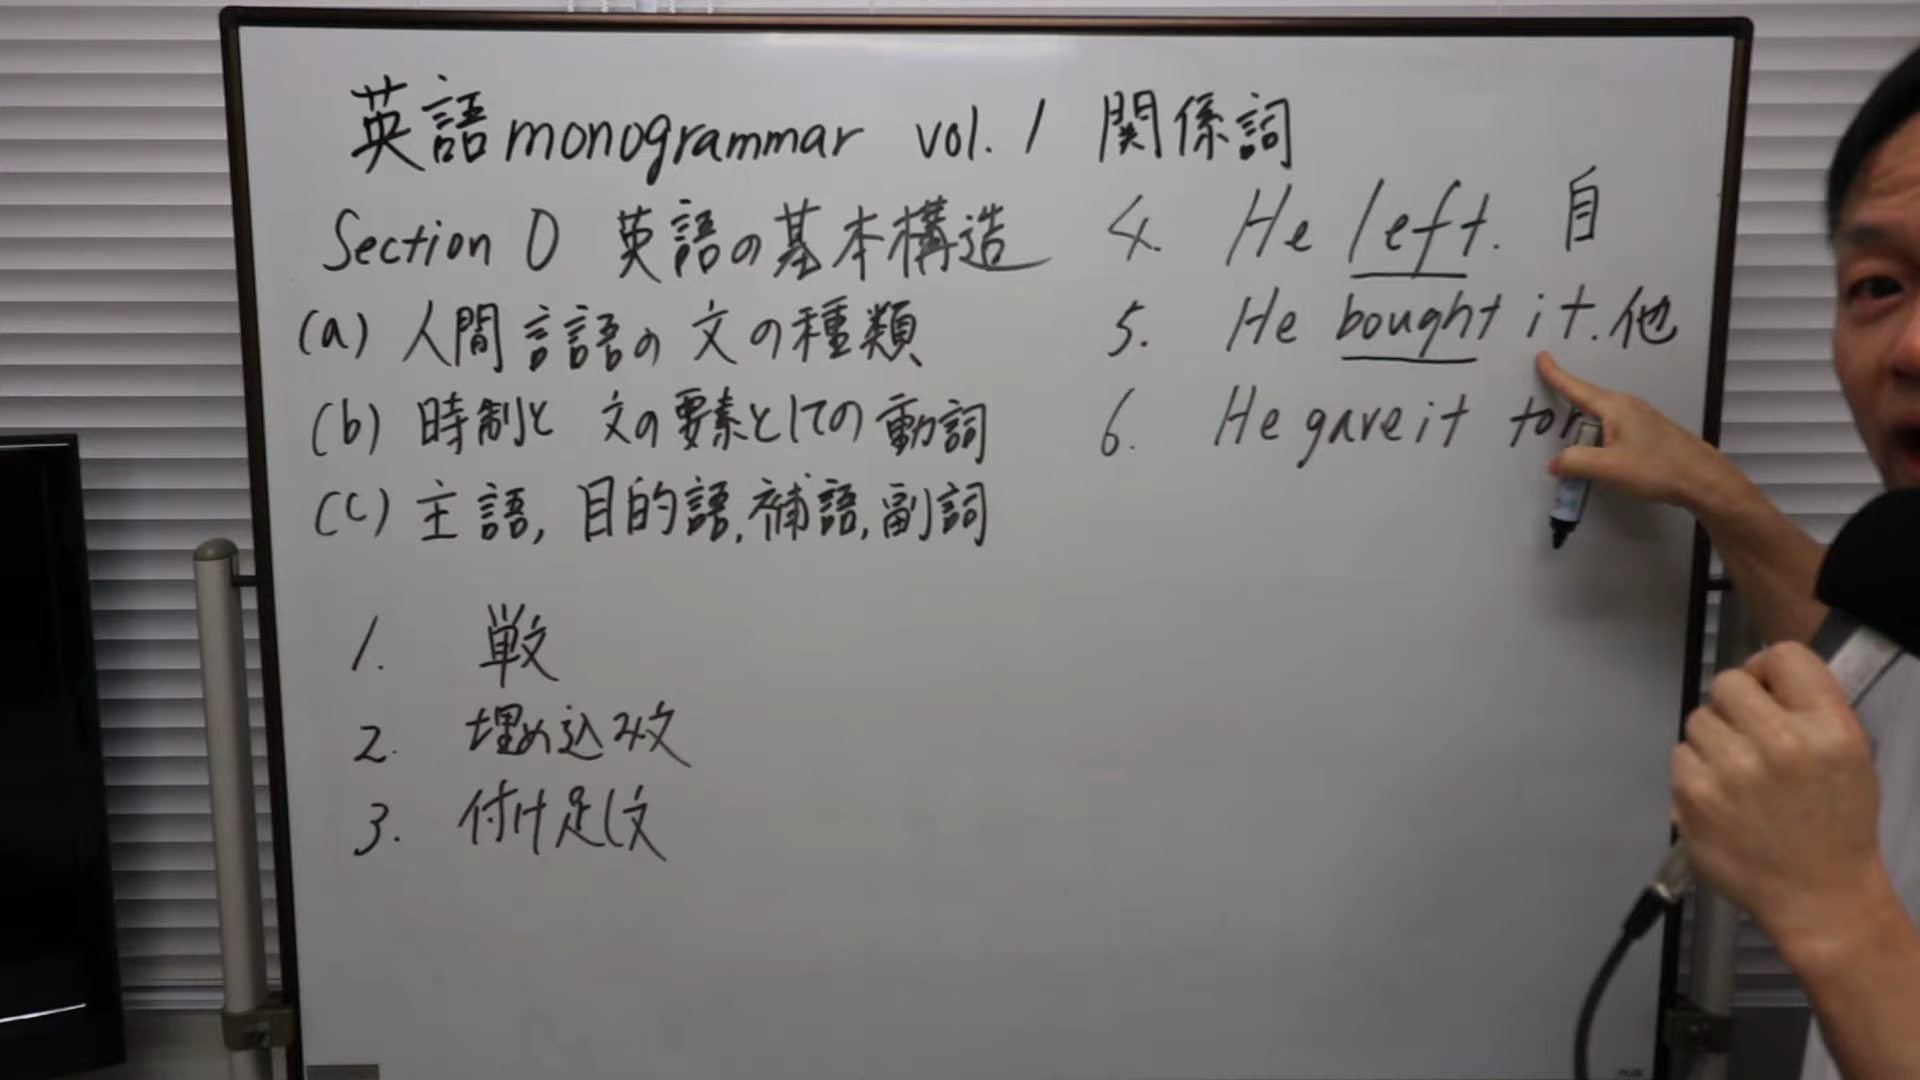 英語monogrammar vol. 1 関係詞
Section 0 英語の基本構造
(a) 人間言語の文の種類
(b) 時制と文の要素としての動詞
(c) 主語, 目的語, 補語, 副詞
1. 単文
2. 埋め込み文
3. 付け足し文
4. He left. 自
5. He bought it. 他
6. He gave it to